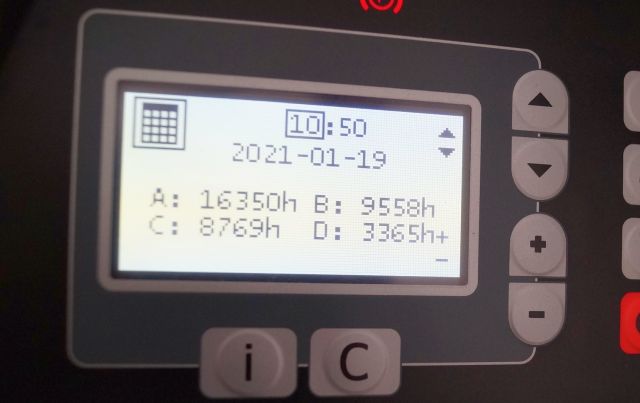 10:50
2021-01-19
A: 16350h B: 9558h
C: 8769h D: 3365h+
-
+
-
i C